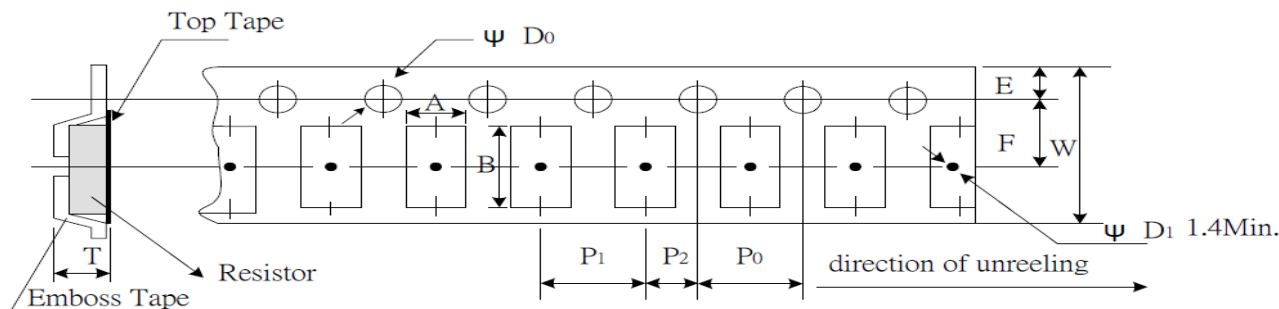 Top Tape
Ψ D0
A
E
B
F
W
T
Resistor
Emboss Tape
P1
P2
P0
Ψ D1 1.4Min.
direction of unreeling